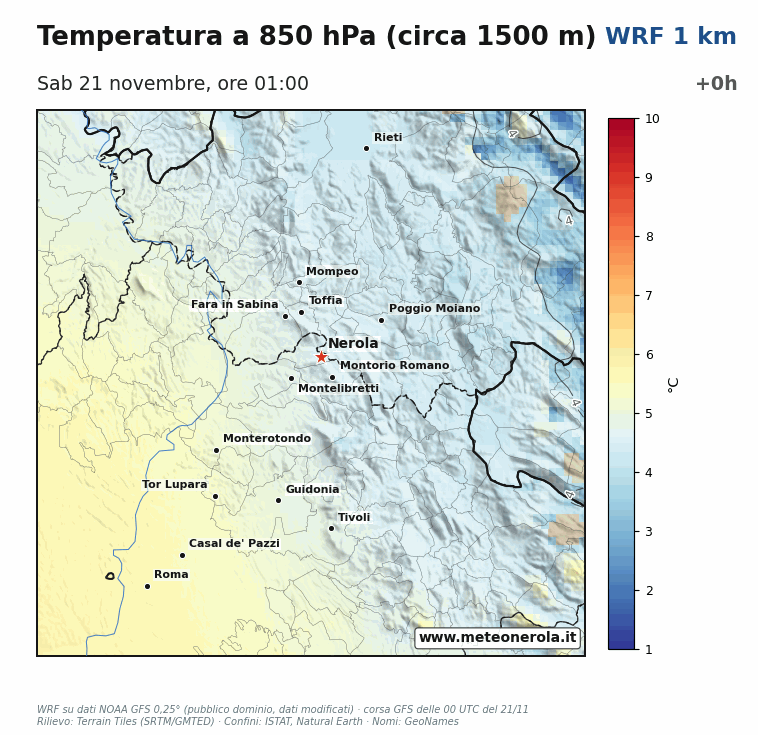 Temperatura a 850 hPa (circa 1500 m) WRF 1 km
Sab 21 novembre, ore 01:00 +0h
Rieti
Mompeo
Toffia
Fara in Sabina
Poggio Moiano
Nerola
Montorio Romano
Montelibretti
Monterotondo
Tor Lupara
Guidonia
Tivoli
Casal de' Pazzi
Roma
4
4
4
4
www.meteonerola.it
10
9
8
7
6
5
4
3
2
1
°C
WRF su dati NOAA GFS 0,25° (pubblico dominio, dati modificati) · corsa GFS delle 00 UTC del 21/11
Rilievo: Terrain Tiles (SRTM/GMTED) · Confini: ISTAT, Natural Earth · Nomi: GeoNames